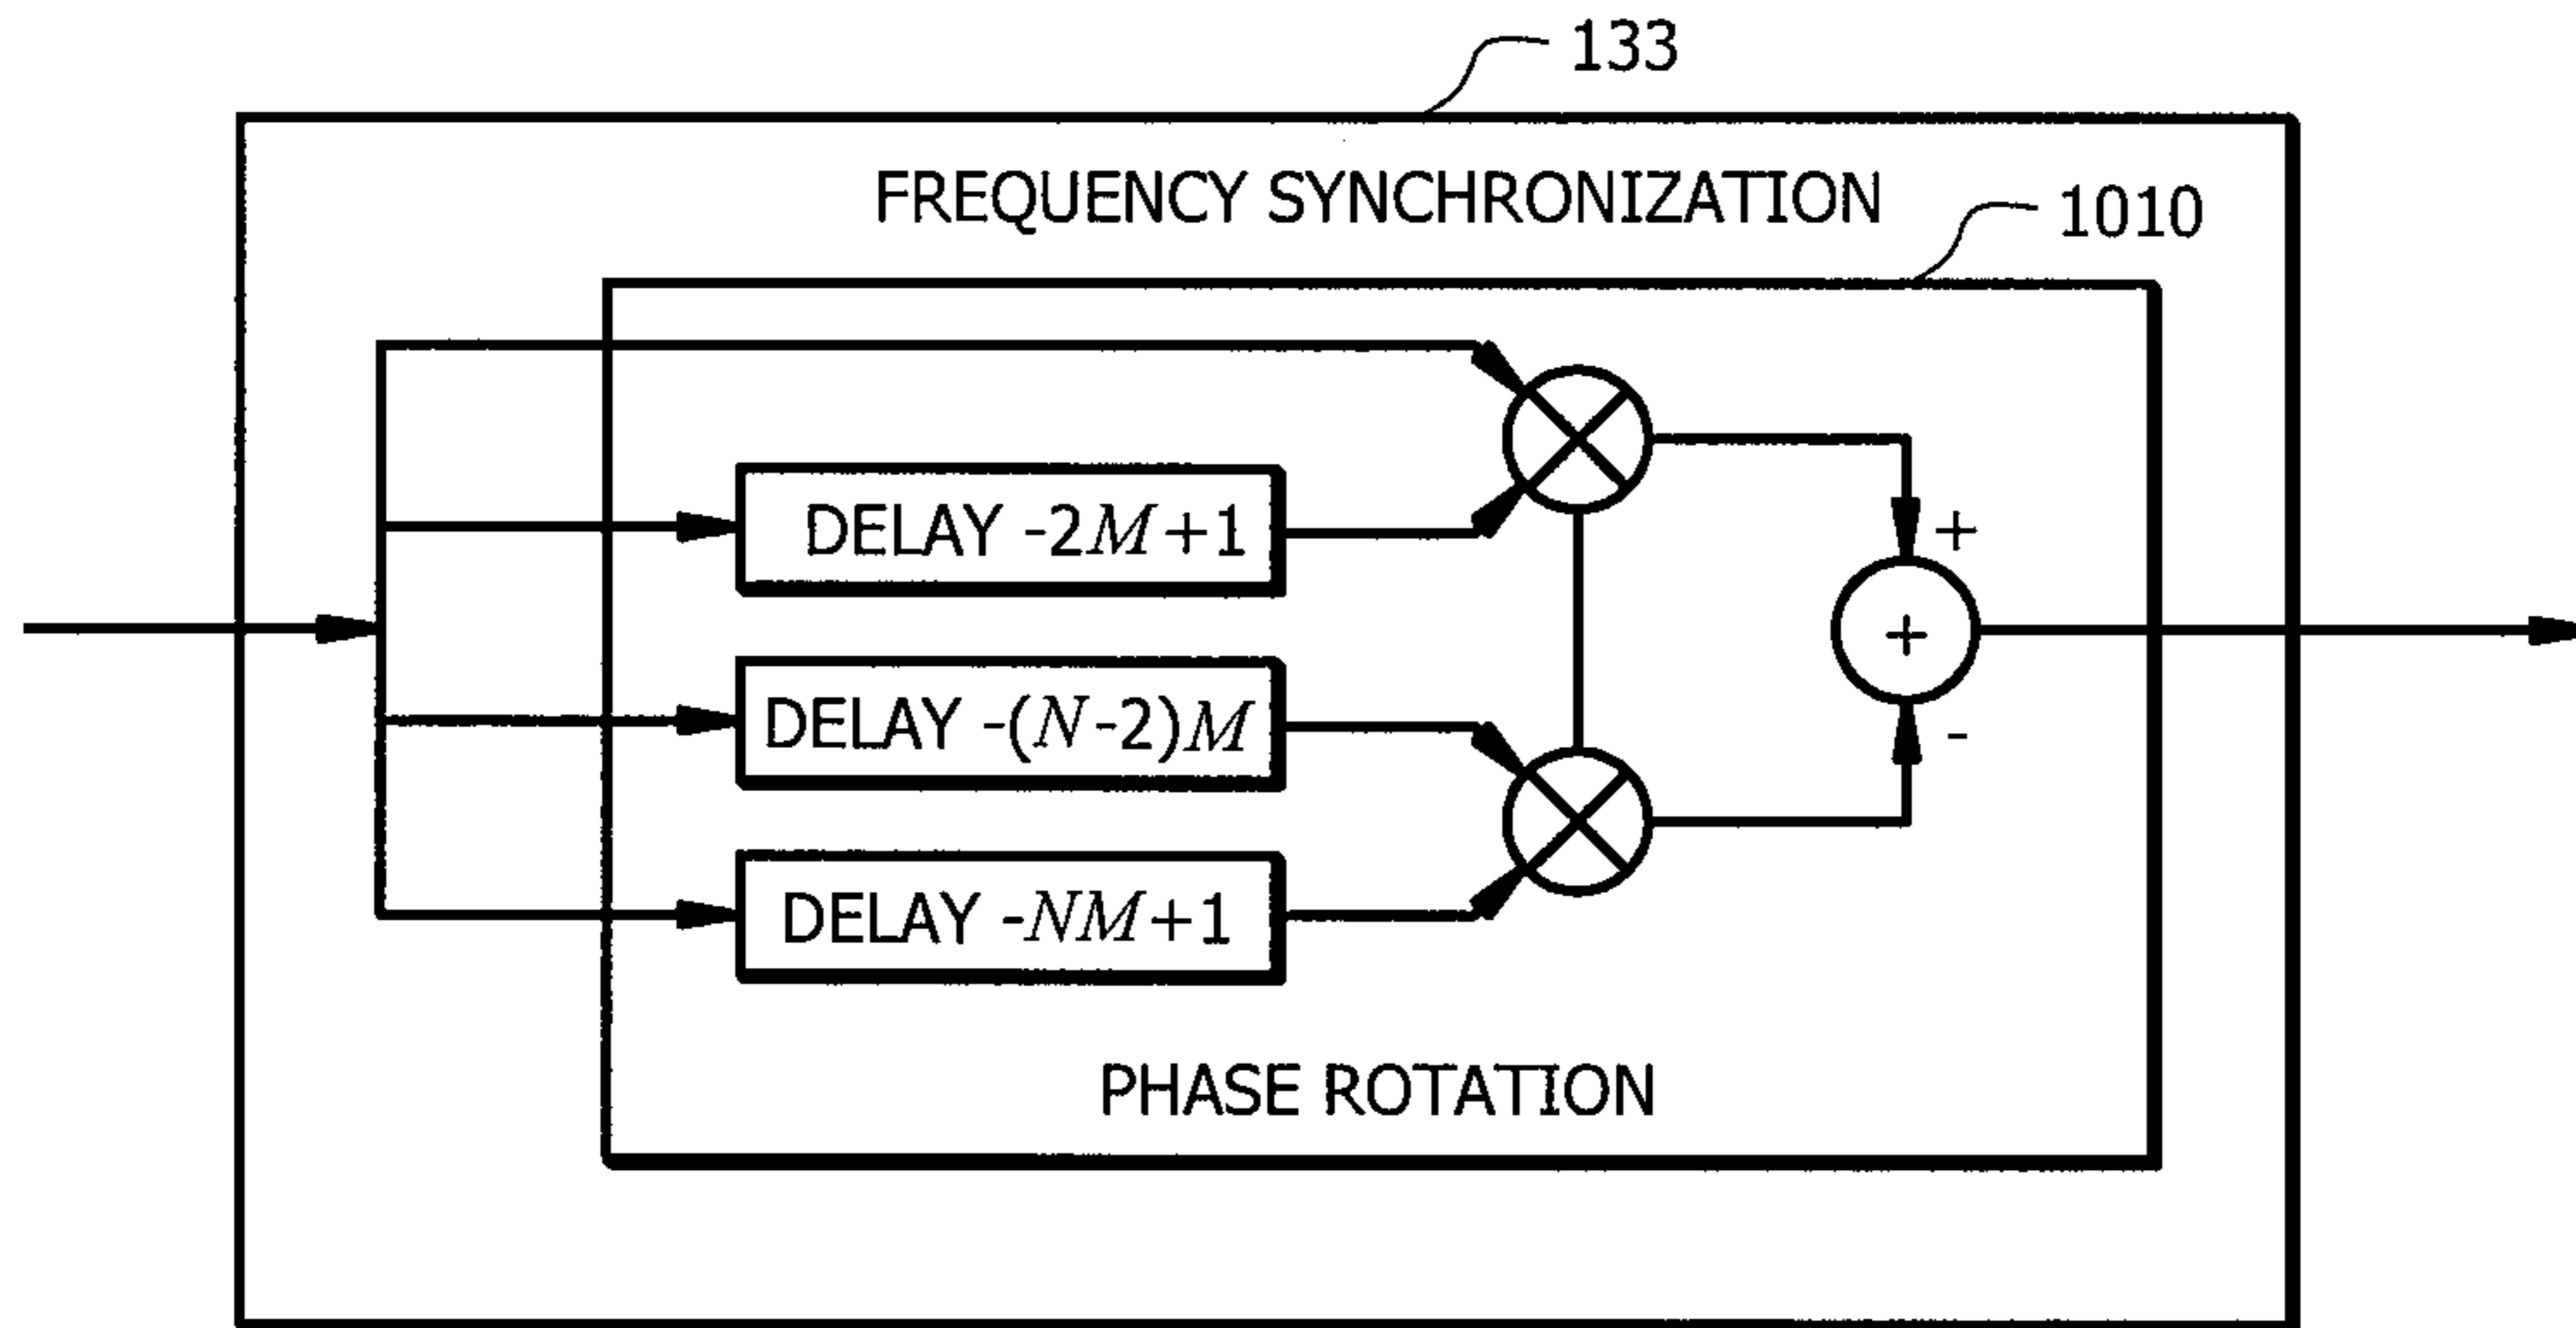 133
FREQUENCY SYNCHRONIZATION
1010
DELAY -2M+1
+
DELAY -(N-2)M
+
-
DELAY -NM+1
PHASE ROTATION